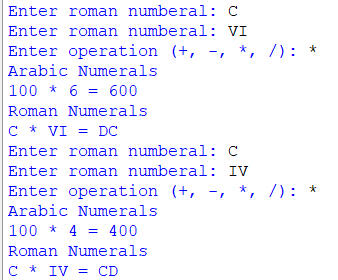 Enter roman numberal: C
Enter roman numberal: VI
Enter operation (+, -, *, /): *
Arabic Numerals
100 * 6 = 600
Roman Numerals
C * VI = DC
Enter roman numberal: C
Enter roman numberal: IV
Enter operation (+, -, *, /): *
Arabic Numerals
100 * 4 = 400
Roman Numerals
C * IV = CD